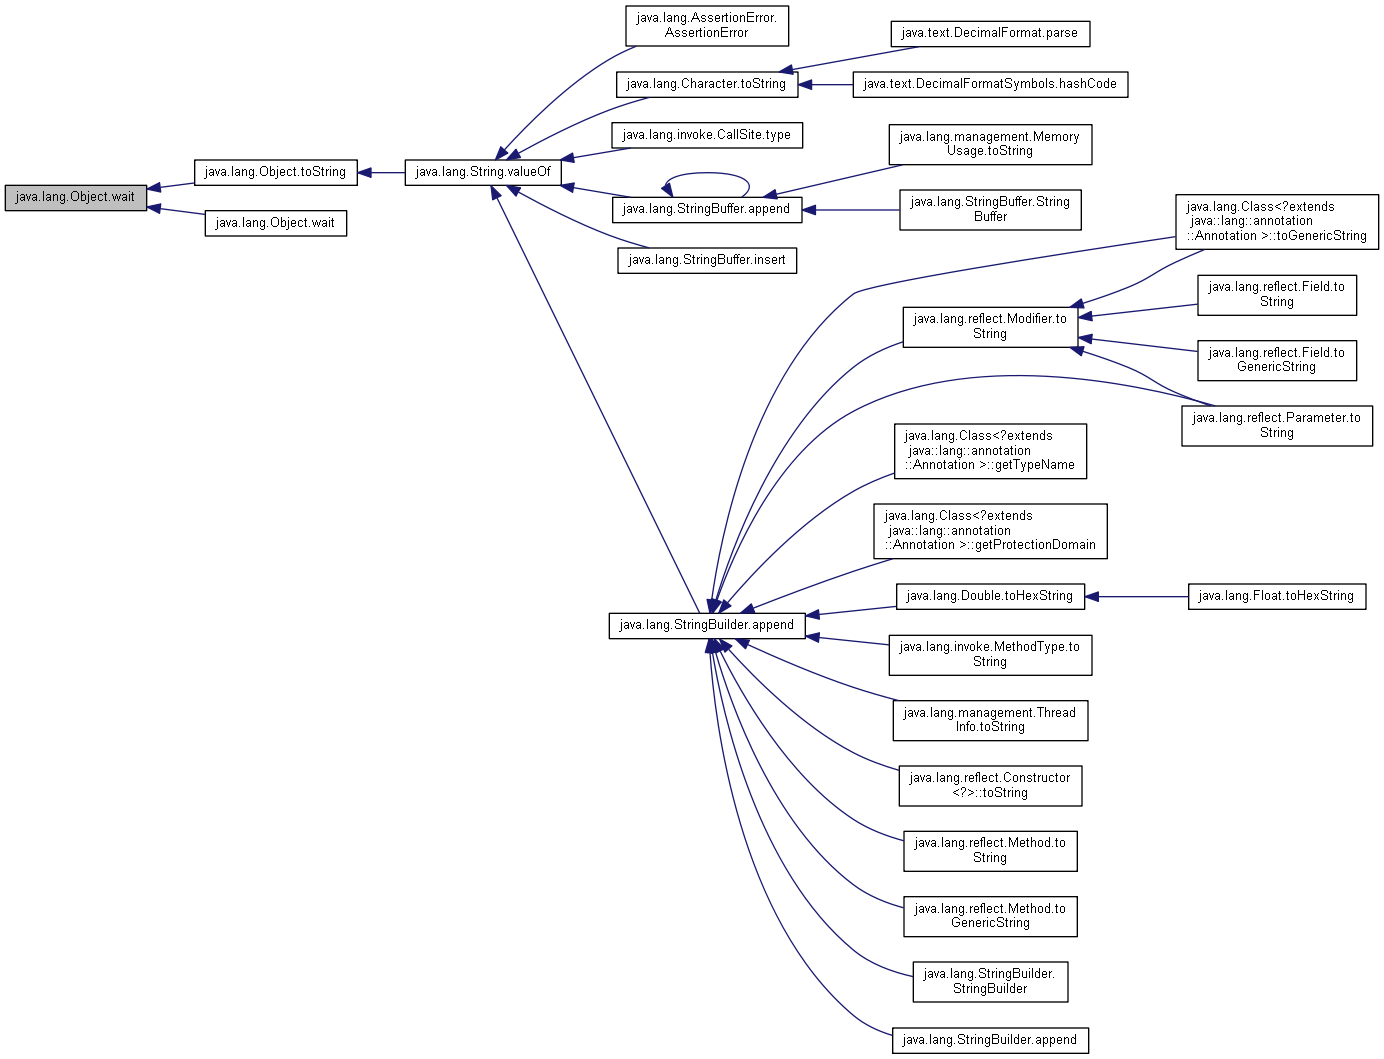 java.lang.Object.wait
java.lang.Object.toString
java.lang.Object.wait
java.lang.String.valueOf
java.lang.AssertionError.
AssertionError
java.lang.Character.toString
java.lang.invoke.CallSite.type
java.lang.StringBuffer.append
java.lang.StringBuffer.insert
java.lang.StringBuilder.append
java.text.DecimalFormat.parse
java.text.DecimalFormatSymbols.hashCode
java.lang.management.Memory
Usage.toString
java.lang.StringBuffer.String
Buffer
java.lang.reflect.Modifier.to
String
java.lang.Class<?extends
java::lang::annotation
::Annotation >::getTypeName
java.lang.Class<?extends
java::lang::annotation
::Annotation >::getProtectionDomain
java.lang.Double.toHexString
java.lang.invoke.MethodType.to
String
java.lang.management.Thread
Info.toString
java.lang.reflect.Constructor
<?>::toString
java.lang.reflect.Method.to
String
java.lang.reflect.Method.to
GenericString
java.lang.StringBuilder.
StringBuilder
java.lang.StringBuilder.append
java.lang.Class<?extends
java::lang::annotation
::Annotation >::toGenericString
java.lang.reflect.Field.to
String
java.lang.reflect.Field.to
GenericString
java.lang.reflect.Parameter.to
String
java.lang.Float.toHexString